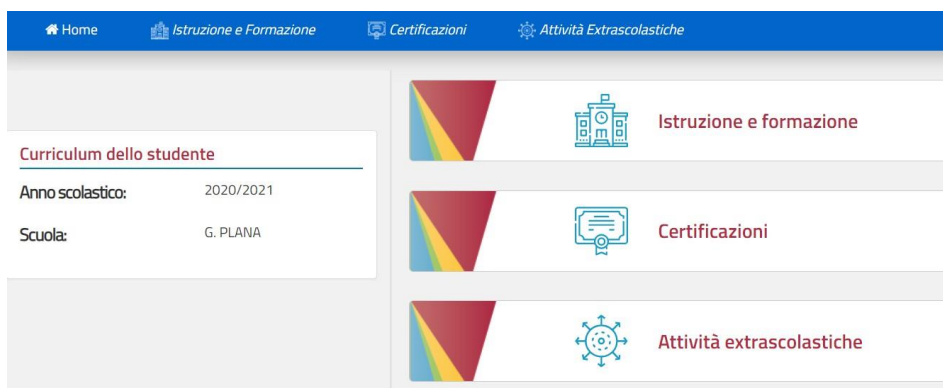 Home Istruzione e Formazione Certificazioni Attività Extrascolastiche
Curriculum dello studente
Anno scolastico: 2020/2021
Scuola: G. PLANA
Istruzione e formazione
Certificazioni
Attività extrascolastiche